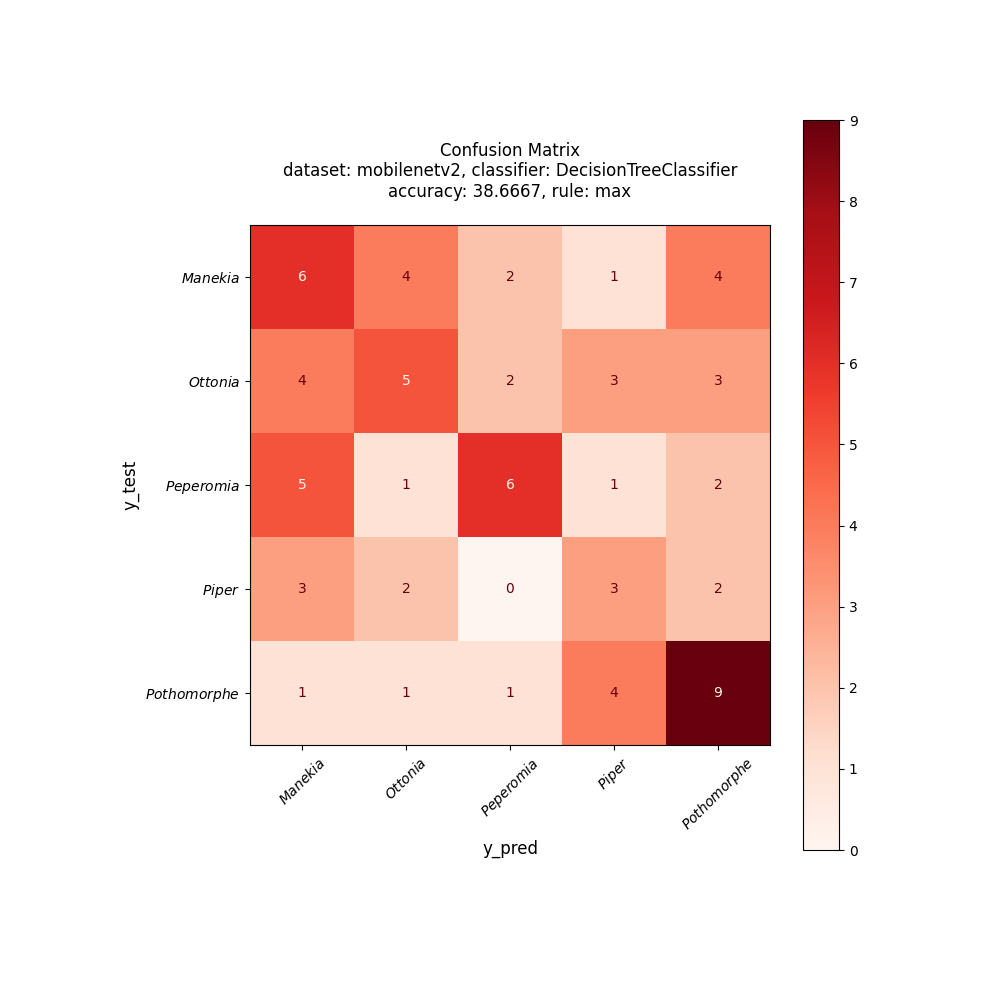 Confusion Matrix
dataset: mobilenetv2, classifier: DecisionTreeClassifier
accuracy: 38.6667, rule: max
y_test
Manekia 6 4 2 1 4
Ottonia 4 5 2 3 3
Peperomia 5 1 6 1 2
Piper 3 2 0 3 2
Pothomorphe 1 1 1 4 9
Manekia Ottonia Peperomia Piper Pothomorphe
y_pred
9
8
7
6
5
4
3
2
1
0